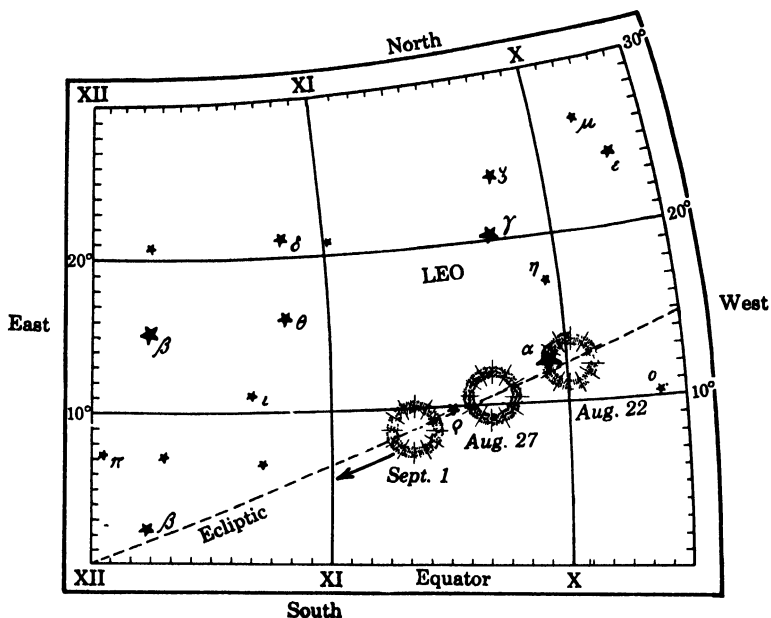 North
XII
XI
X
30°
μ
ε
ζ
20°
γ
δ
20°
LEO
η
East
West
β
θ
α
ο
10°
ι
10°
ρ
Aug. 22
Aug. 27
π
Sept. 1
β
Ecliptic
XII
XI
Equator
X
South